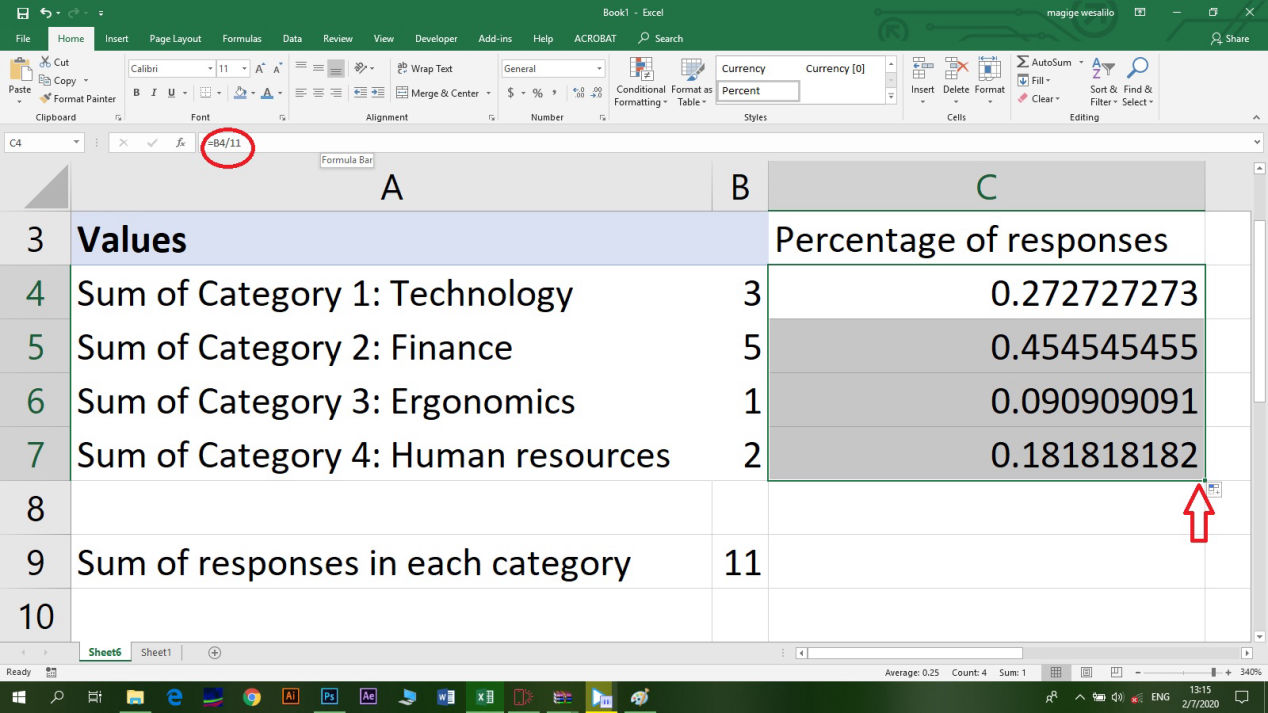 Book1 - Excel
magige wesalilo
File Home Insert Page Layout Formulas Data Review View Developer Add-ins Help ACROBAT Search Share
Paste
Cut
Copy
Format Painter
Clipboard
Calibri 11
B I U
Font
Wrap Text
Merge & Center
Alignment
General
$ % ,
Number
Conditional Formatting
Format as Table
Currency Currency [0]
Percent
Styles
Insert Delete Format
Cells
AutoSum
Fill
Clear
Sort & Filter
Find & Select
Editing
C4 fx =B4/11
Formula Bar
A B C
3 Values Percentage of responses
4 Sum of Category 1: Technology 3 0.272727273
5 Sum of Category 2: Finance 5 0.454545455
6 Sum of Category 3: Ergonomics 1 0.090909091
7 Sum of Category 4: Human resources 2 0.181818182
8
9 Sum of responses in each category 11
10
Sheet6 Sheet1
Ready Average: 0.25 Count: 4 Sum: 1 340%
Ai Ps Ae ENG 13:15
2/7/2020